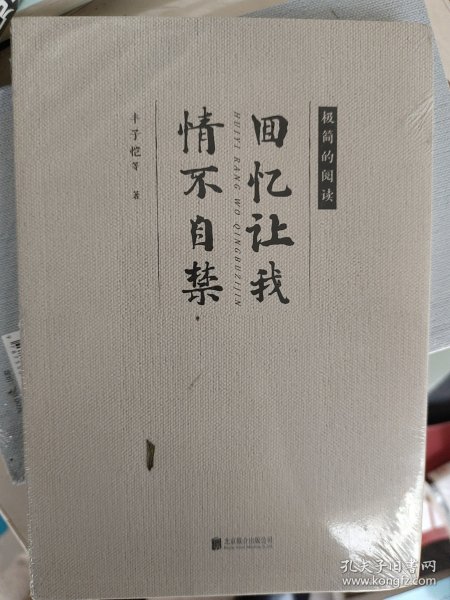 极简的阅读
回忆让我
HUIYI RANG WO QINGBUZIJIN
情不自禁
丰子恺等 著
北京联合出版公司
孔夫子旧书网
www.kongfz.com